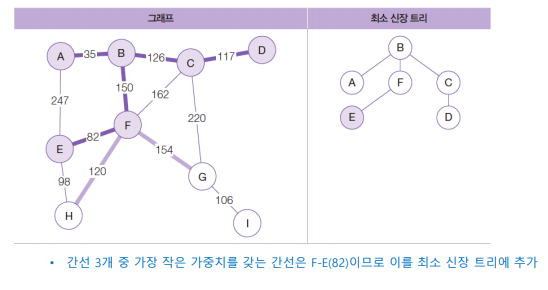 그래프 최소 신장 트리
A 35 B 126 C 117 D
150 162
247
220
E 82 F 154
98 120 G
106
H I
B
A F C
E D
• 간선 3개 중 가장 작은 가중치를 갖는 간선은 F-E(82)이므로 이를 최소 신장 트리에 추가